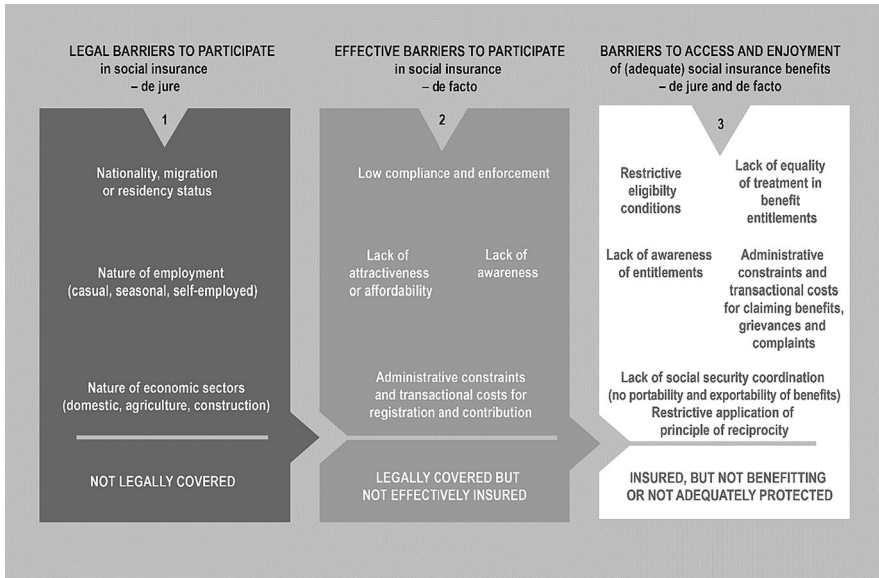 LEGAL BARRIERS TO PARTICIPATE
in social insurance
– de jure
1
Nationality, migration
or residency status
Nature of employment
(casual, seasonal, self-employed)
Nature of economic sectors
(domestic, agriculture, construction)
NOT LEGALLY COVERED
EFFECTIVE BARRIERS TO PARTICIPATE
in social insurance
– de facto
2
Low compliance and enforcement
Lack of
attractiveness
or affordability
Lack of
awareness
Administrative constraints
and transactional costs for
registration and contribution
LEGALLY COVERED BUT
NOT EFFECTIVELY INSURED
BARRIERS TO ACCESS AND ENJOYMENT
of (adequate) social insurance benefits
– de jure and de facto
3
Restrictive
eligibilty
conditions
Lack of equality
of treatment in
benefit
entitlements
Lack of awareness
of entitlements
Administrative
constraints and
transactional costs
for claiming benefits,
grievances and
complaints
Lack of social security coordination
(no portability and exportability of benefits)
Restrictive application of
principle of reciprocity
INSURED, BUT NOT BENEFITTING
OR NOT ADEQUATELY PROTECTED